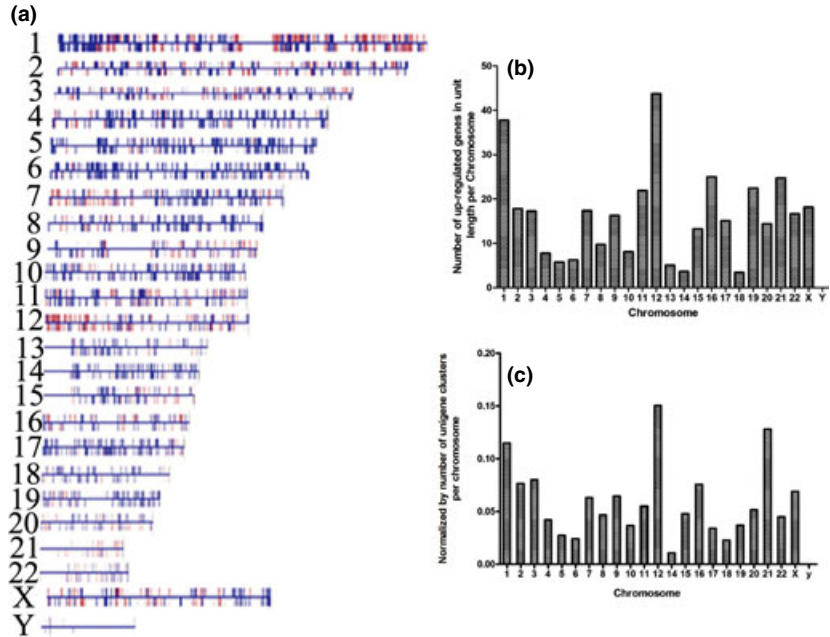 (a)
1
2
3
4
5
6
7
8
9
10
11
12
13
14
15
16
17
18
19
20
21
22
X
Y
(b)
Number of up-regulated genes in unit
length per Chromosome
50
40
30
20
10
0
1 2 3 4 5 6 7 8 9 10 11 12 13 14 15 16 17 18 19 20 21 22 X Y
Chromosome
(c)
Normalized by number of unigene clusters
per chromosome
0.20
0.15
0.10
0.05
0.00
1 2 3 4 5 6 7 8 9 10 11 12 14 15 16 17 18 19 20 21 22 X y
Chromosome